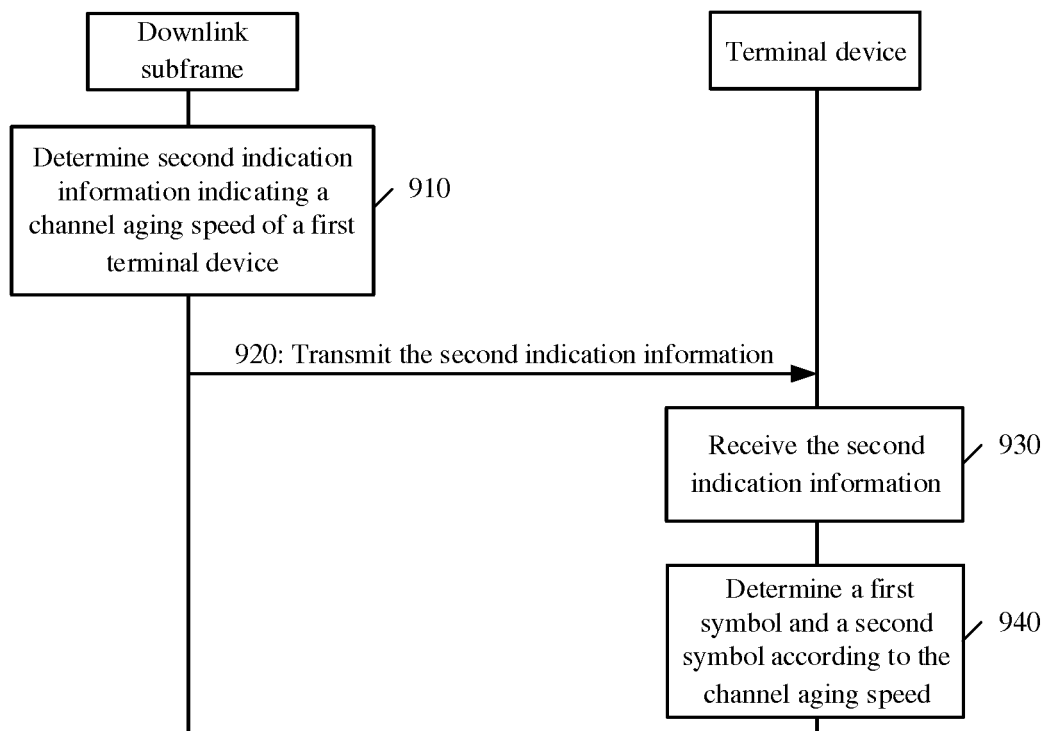 Downlink
subframe
Terminal device
Determine second indication
information indicating a
channel aging speed of a first
terminal device
910
920: Transmit the second indication information
Receive the second
indication information
930
Determine a first
symbol and a second
symbol according to the
channel aging speed
940